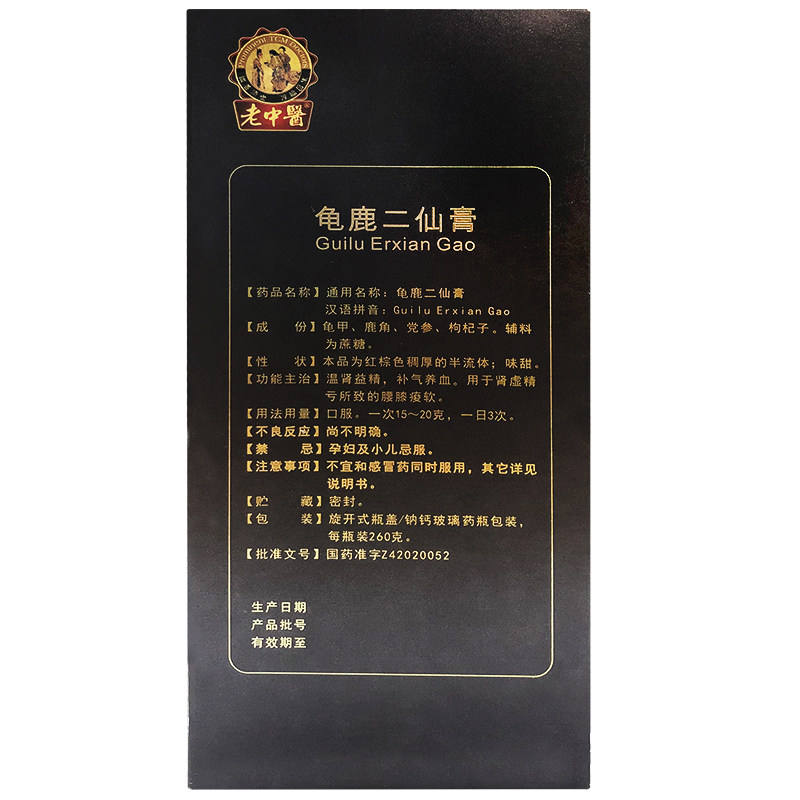 Prominent TCM Doctors
老中醫®
龟鹿二仙膏
Guilu Erxian Gao
【药品名称】通用名称：龟鹿二仙膏
汉语拼音：Guilu Erxian Gao
【成 份】龟甲、鹿角、党参、枸杞子。辅料
为蔗糖。
【性 状】本品为红棕色稠厚的半流体；味甜。
【功能主治】温肾益精，补气养血。用于肾虚精
亏所致的腰膝痠软。
【用法用量】口服。一次15～20克，一日3次。
【不良反应】尚不明确。
【禁 忌】孕妇及小儿忌服。
【注意事项】不宜和感冒药同时服用，其它详见
说明书。
【贮 藏】密封。
【包 装】旋开式瓶盖/钠钙玻璃药瓶包装，
每瓶装260克。
【批准文号】国药准字Z42020052
生产日期
产品批号
有效期至